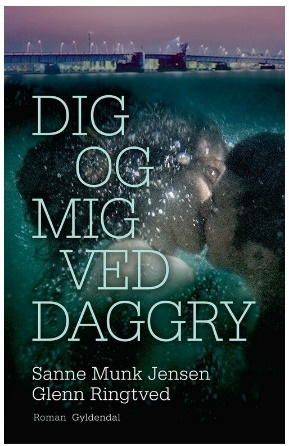 DIG
OG
MIG
VED
DAGGRY
Sanne Munk Jensen
Glenn Ringtved
Roman Gyldendal